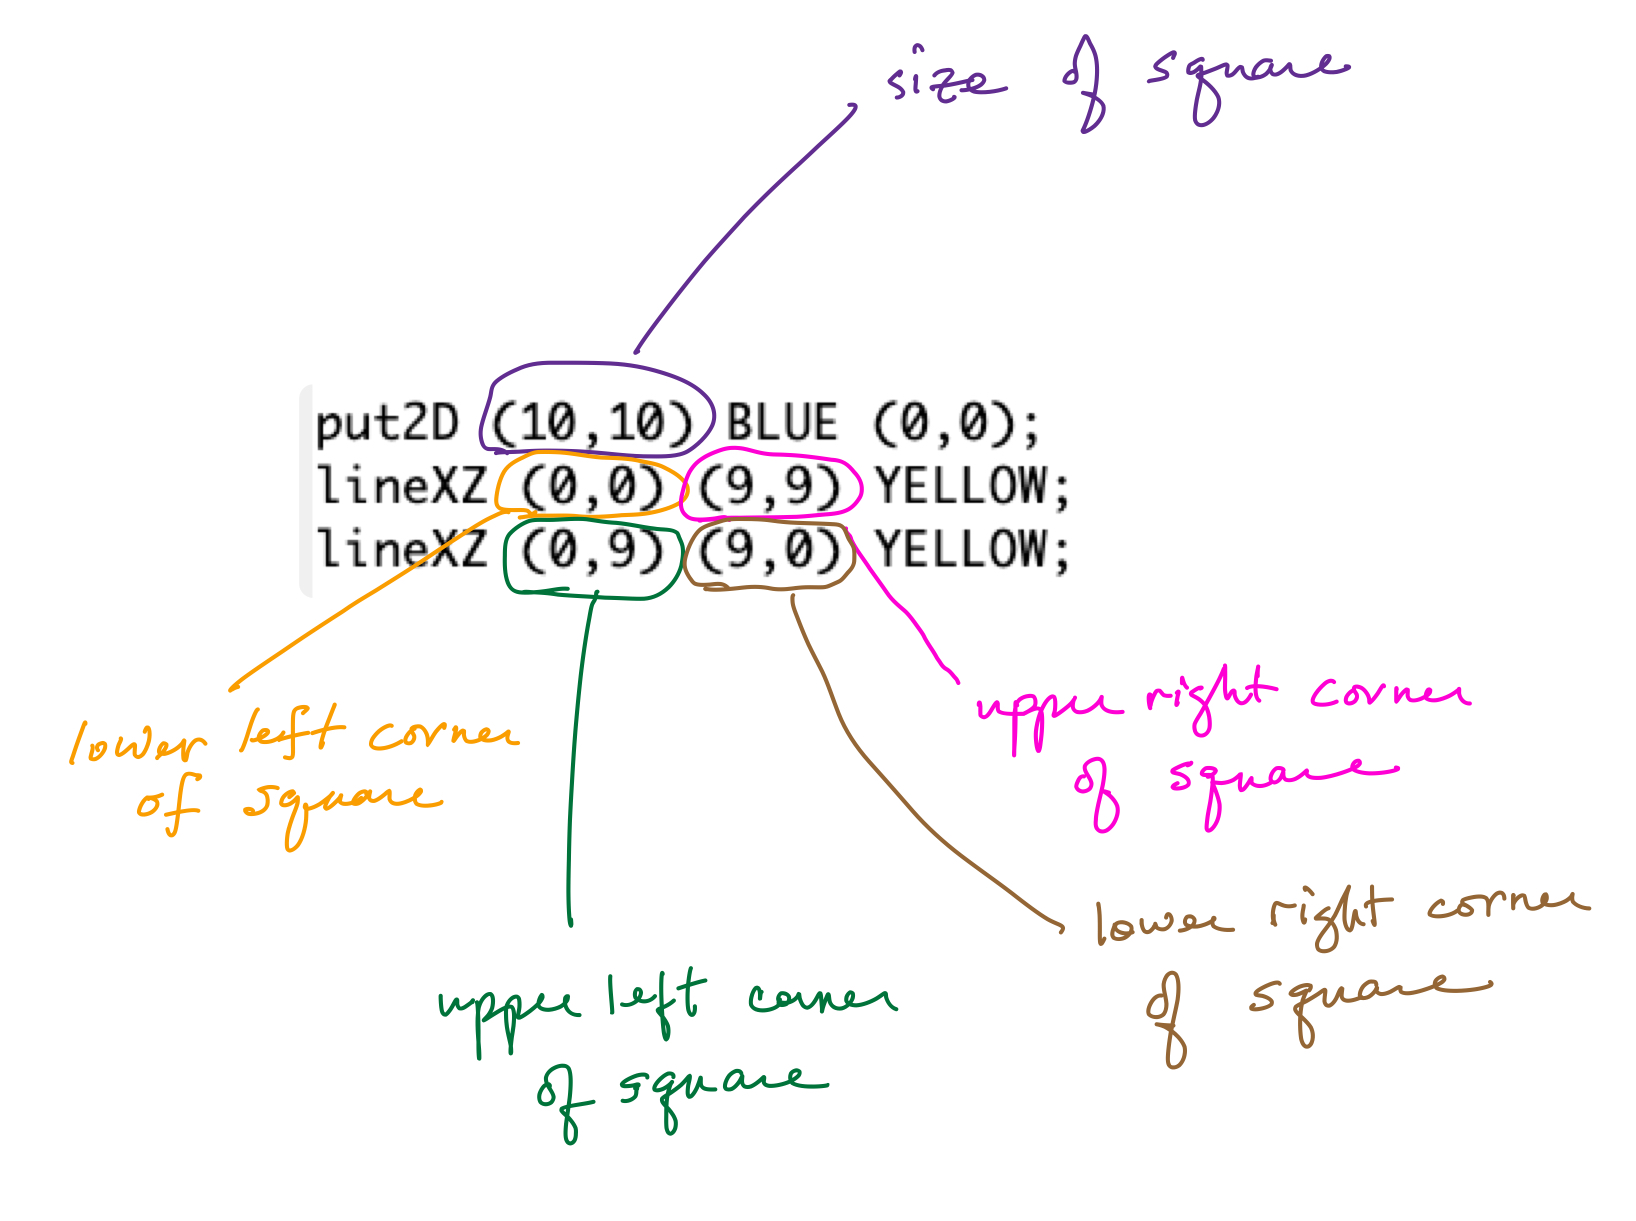 size of square
put2D (10,10) BLUE (0,0);
lineXZ (0,0) (9,9) YELLOW;
lineXZ (0,9) (9,0) YELLOW;
lower left corner
of square
upper right corner
of square
upper left corner
of square
lower right corner
of square